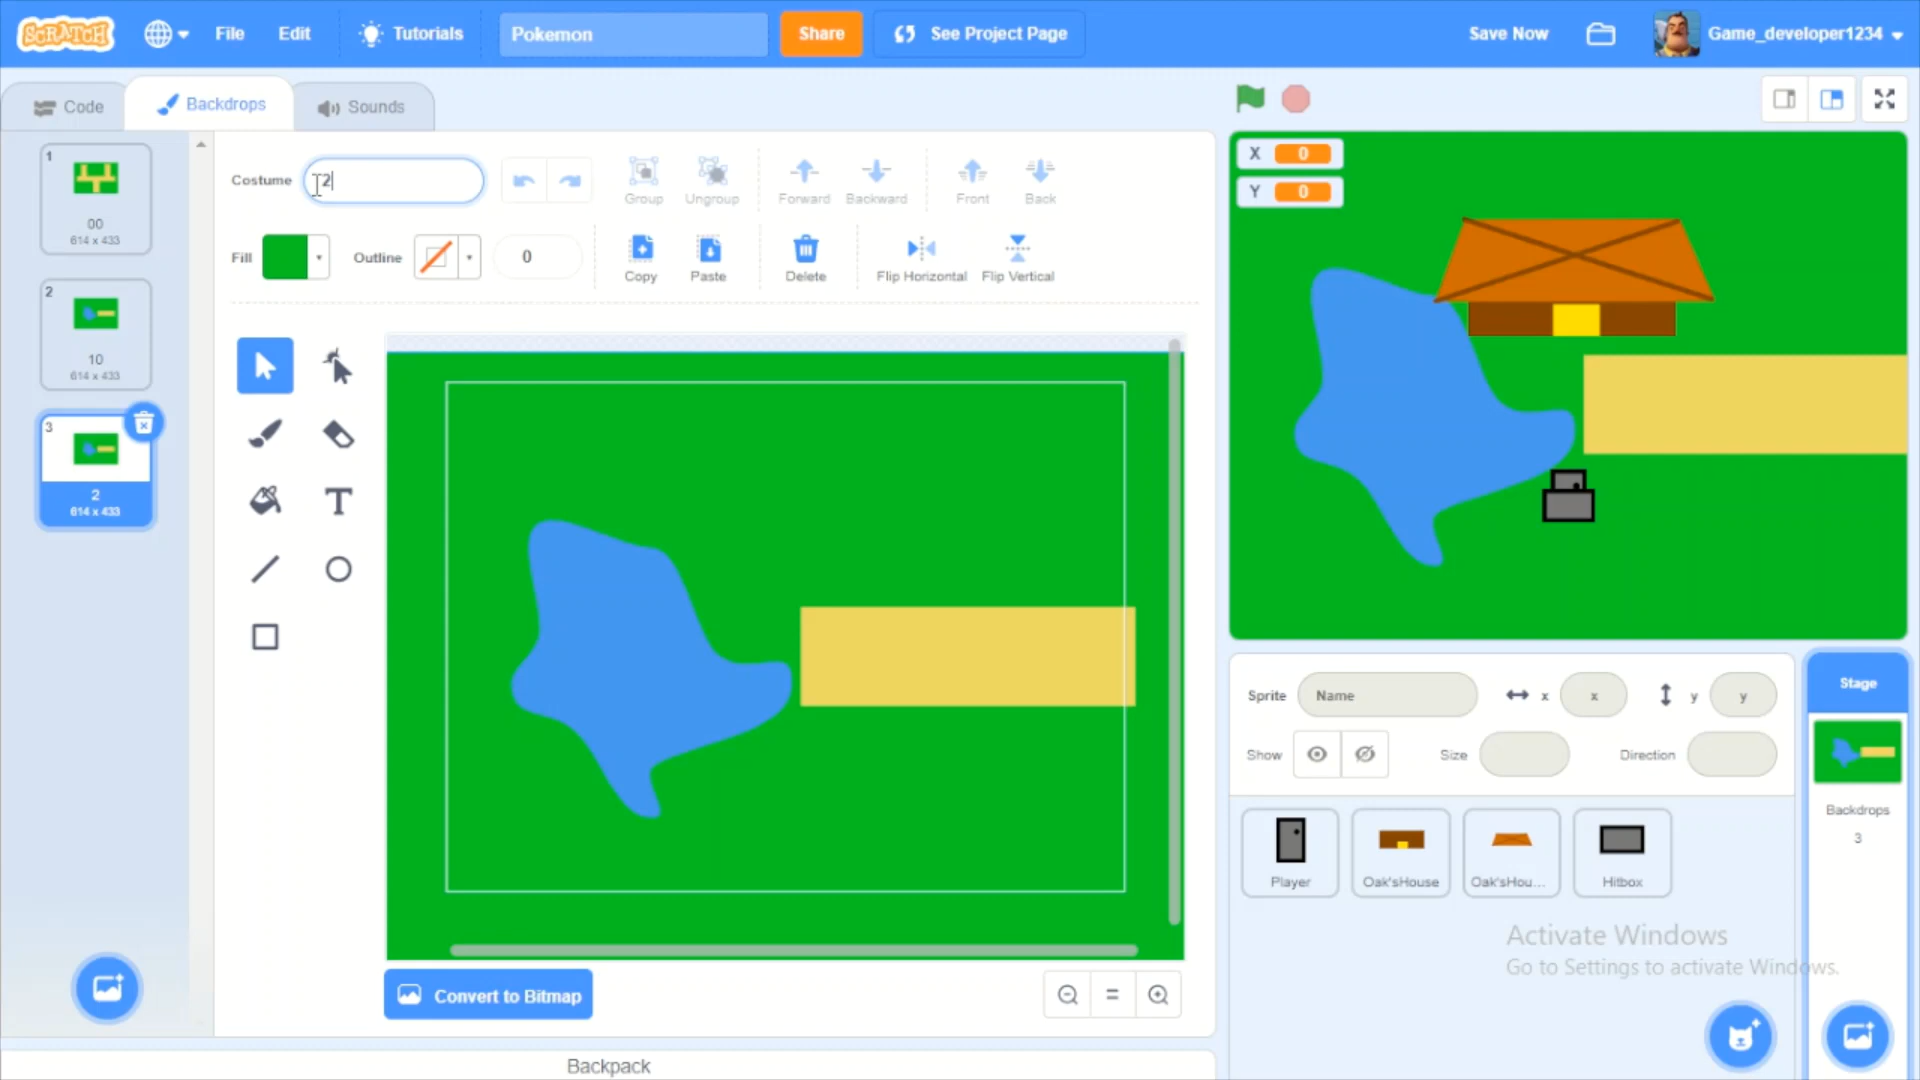 SCRATCH
File
Edit
Tutorials
Pokemon
Share
See Project Page
Save Now
Game_developer1234
Code
Backdrops
Sounds
1
00
614 x 433
2
10
614 x 433
3
2
614 x 433
Costume
2
Group
Ungroup
Forward
Backward
Front
Back
Fill
Outline
0
Copy
Paste
Delete
Flip Horizontal
Flip Vertical
T
Convert to Bitmap
Backpack
X 0
Y 0
Sprite
Name
x
x
y
y
Show
Size
Direction
Player
Oak'sHouse
Oak'sHou...
Hitbox
Stage
Backdrops
3
Activate Windows
Go to Settings to activate Windows.